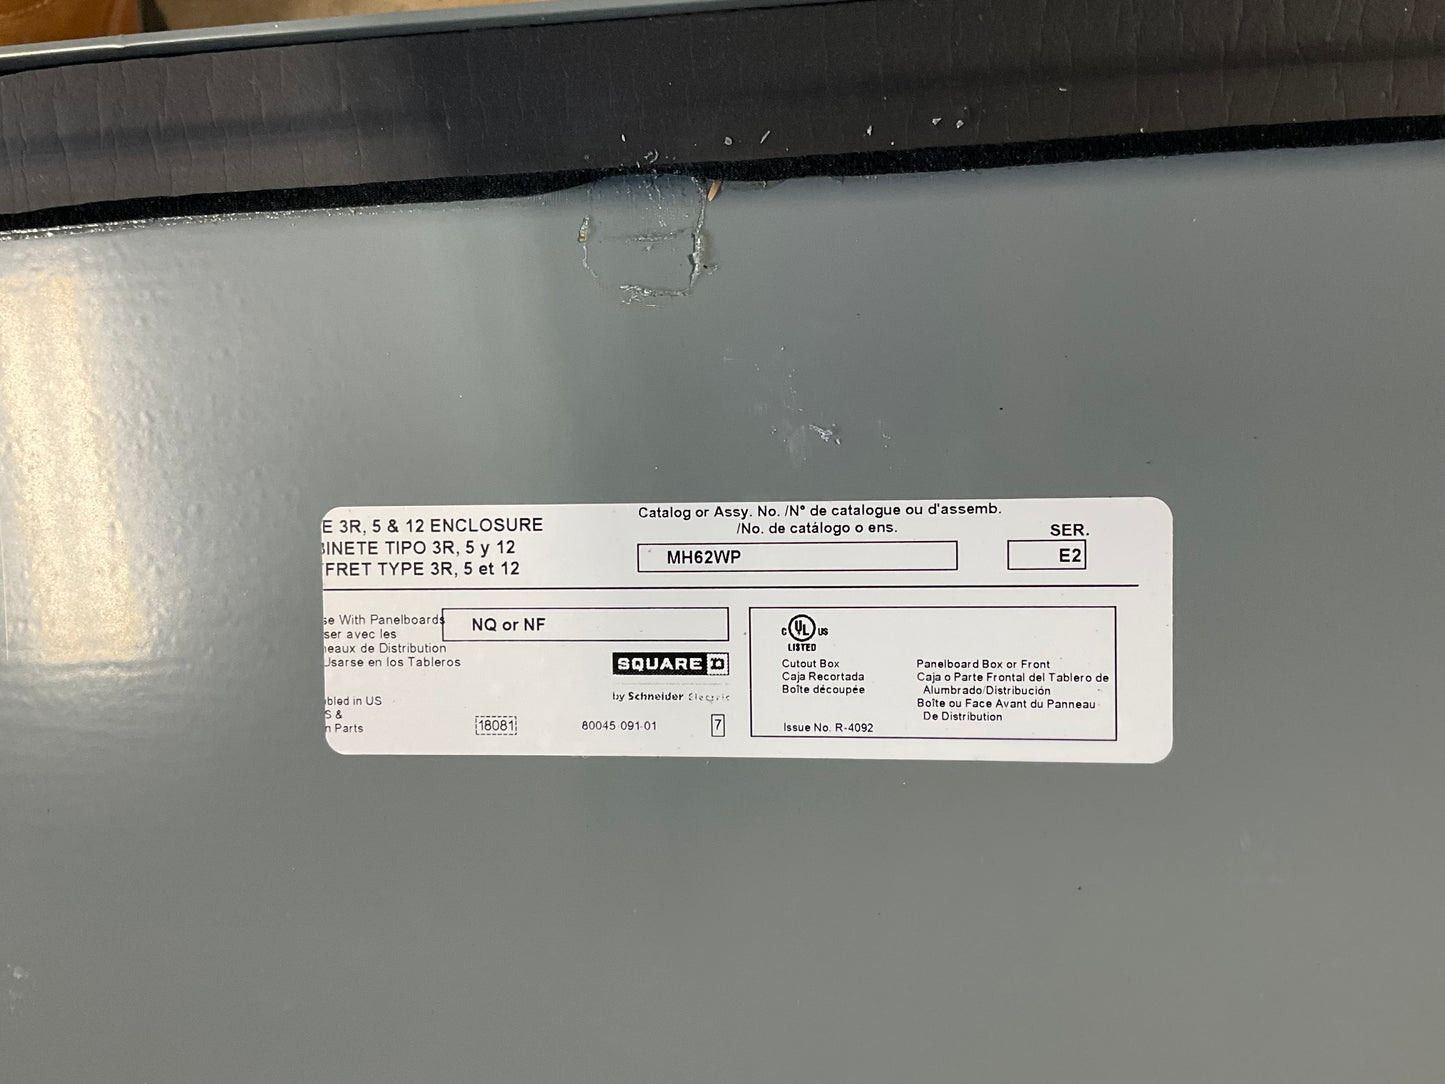 E 3R, 5 & 12 ENCLOSURE
BINETE TIPO 3R, 5 y 12
FFRET TYPE 3R, 5 et 12
Catalog or Assy. No. /N° de catalogue ou d'assemb.
/No. de catálogo o ens.
MH62WP
SER.
E2
se With Panelboards
ser avec les
neaux de Distribution
Usarse en los Tableros
NQ or NF
SQUARE D
by Schneider Electric
bled in US
S &
n Parts
18081
80045-091-01
7
C UL US
LISTED
Cutout Box
Caja Recortada
Boîte découpée
Panelboard Box or Front
Caja o Parte Frontal del Tablero de
Alumbrado/Distribución
Boîte ou Face Avant du Panneau
De Distribution
Issue No. R-4092